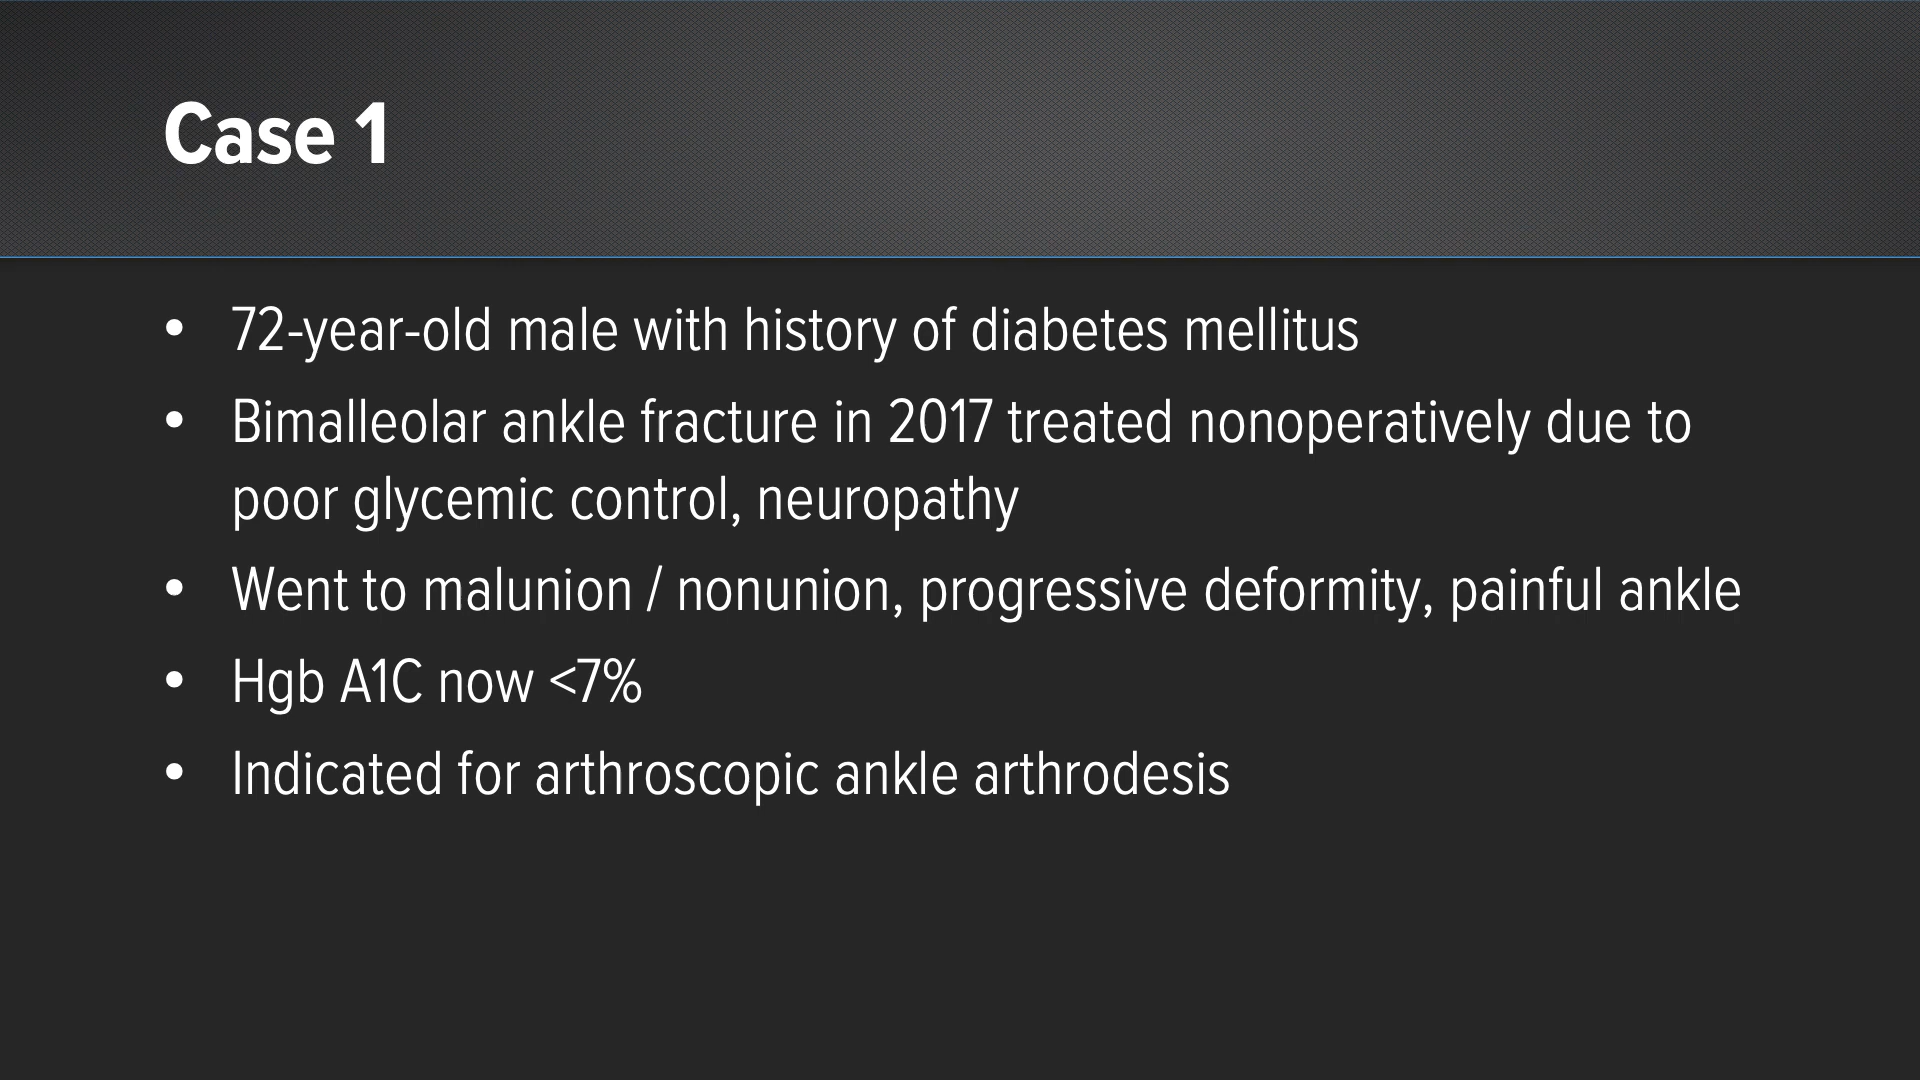 Case 1
• 72-year-old male with history of diabetes mellitus
• Bimalleolar ankle fracture in 2017 treated nonoperatively due to
poor glycemic control, neuropathy
• Went to malunion / nonunion, progressive deformity, painful ankle
• Hgb A1C now <7%
• Indicated for arthroscopic ankle arthrodesis